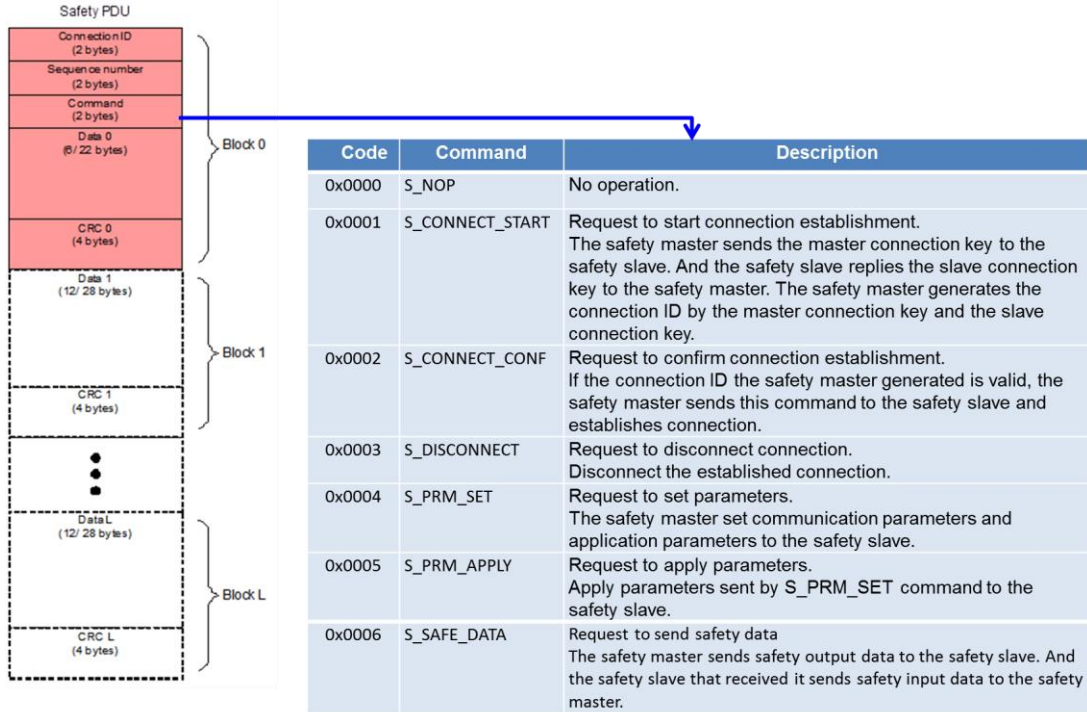 Safety PDU
Connection ID
(2 bytes)
Sequence number
(2 bytes)
Command
(2 bytes)
Data 0
(6/22 bytes)
CRC 0
(4 bytes)
Block 0
Data 1
(12/28 bytes)
CRC 1
(4 bytes)
Block 1
Data L
(12/28 bytes)
CRC L
(4 bytes)
Block L
Code Command Description
0x0000 S_NOP No operation.
0x0001 S_CONNECT_START Request to start connection establishment.
The safety master sends the master connection key to the
safety slave. And the safety slave replies the slave connection
key to the safety master. The safety master generates the
connection ID by the master connection key and the slave
connection key.
0x0002 S_CONNECT_CONF Request to confirm connection establishment.
If the connection ID the safety master generated is valid, the
safety master sends this command to the safety slave and
establishes connection.
0x0003 S_DISCONNECT Request to disconnect connection.
Disconnect the established connection.
0x0004 S_PRM_SET Request to set parameters.
The safety master set communication parameters and
application parameters to the safety slave.
0x0005 S_PRM_APPLY Request to apply parameters.
Apply parameters sent by S_PRM_SET command to the
safety slave.
0x0006 S_SAFE_DATA Request to send safety data
The safety master sends safety output data to the safety slave. And
the safety slave that received it sends safety input data to the safety
master.